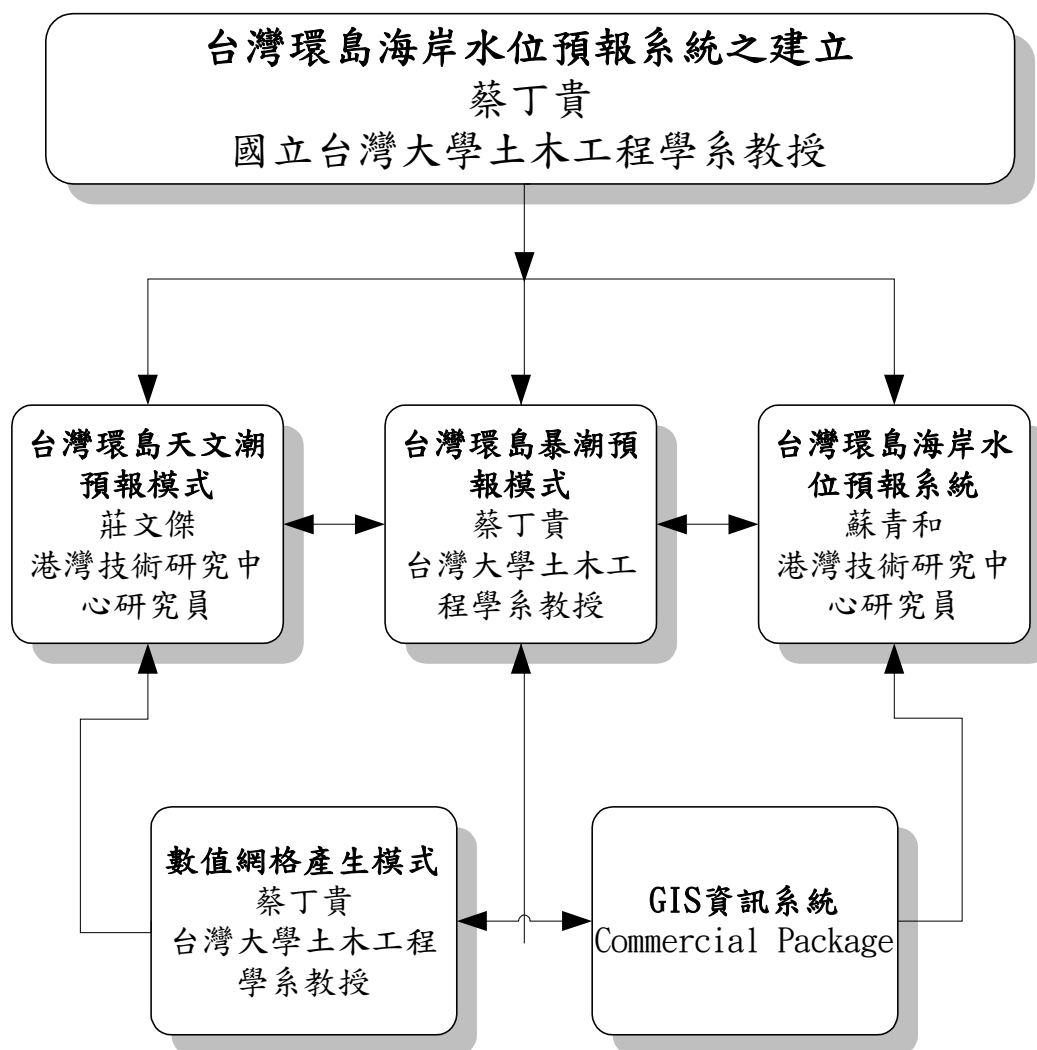 台灣環島海岸水位預報系統之建立
蔡丁貴
國立台灣大學土木工程學系教授
台灣環島天文潮
預報模式
莊文傑
港灣技術研究中
心研究員
台灣環島暴潮預
報模式
蔡丁貴
台灣大學土木工
程學系教授
台灣環島海岸水
位預報系統
蘇青和
港灣技術研究中
心研究員
數值網格產生模式
蔡丁貴
台灣大學土木工程
學系教授
GIS資訊系統
Commercial Package